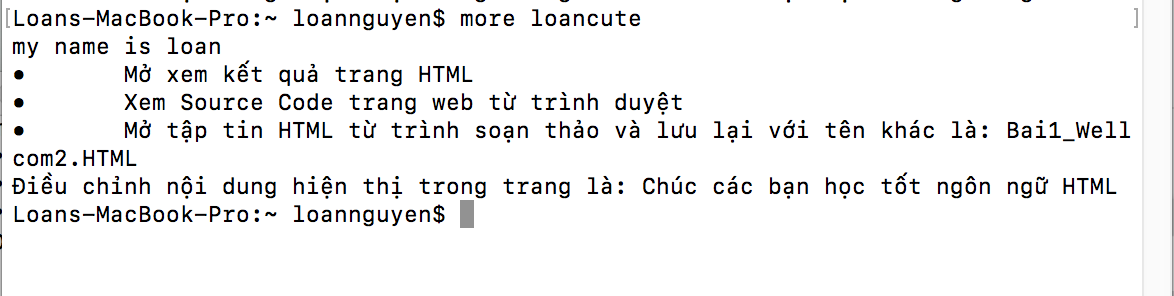 [Loans-MacBook-Pro:~ loannguyen$ more loancute ]
my name is loan
• Mở xem kết quả trang HTML
• Xem Source Code trang web từ trình duyệt
• Mở tập tin HTML từ trình soạn thảo và lưu lại với tên khác là: Bai1_Well
com2.HTML
Điều chỉnh nội dung hiện thị trong trang là: Chúc các bạn học tốt ngôn ngữ HTML
Loans-MacBook-Pro:~ loannguyen$